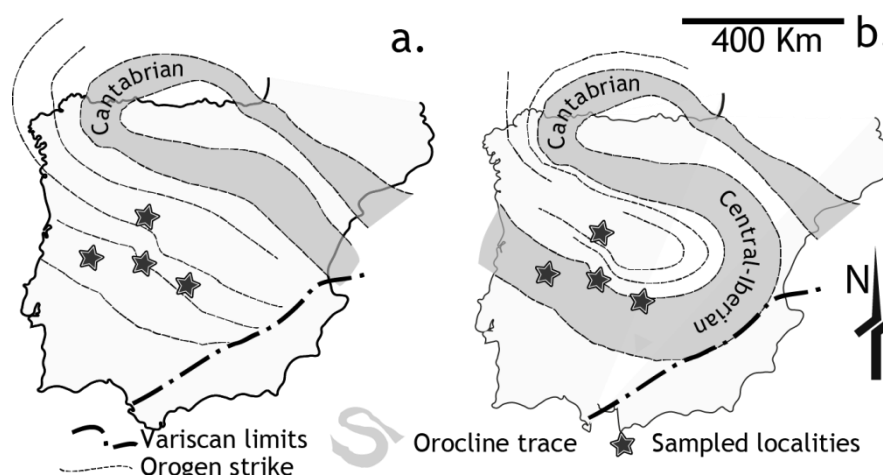 a.
400 Km
b.
Cantabrian
Cantabrian
Central-Iberian
N
Variscan limits
Orocline trace
Sampled localities
Orogen strike